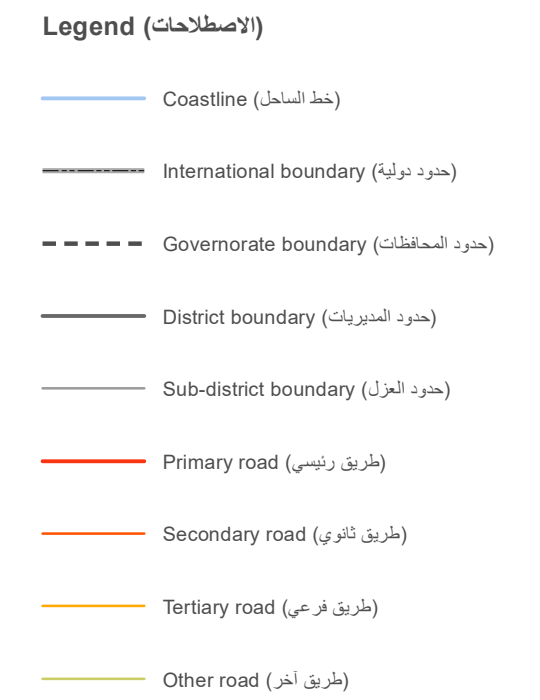 Legend (الاصطلاحات)
Coastline (خط الساحل)
International boundary (حدود دولية)
Governorate boundary (حدود المحافظات)
District boundary (حدود المديريات)
Sub-district boundary (حدود العزل)
Primary road (طريق رئيسي)
Secondary road (طريق ثانوي)
Tertiary road (طريق فرعي)
Other road (طريق آخر)